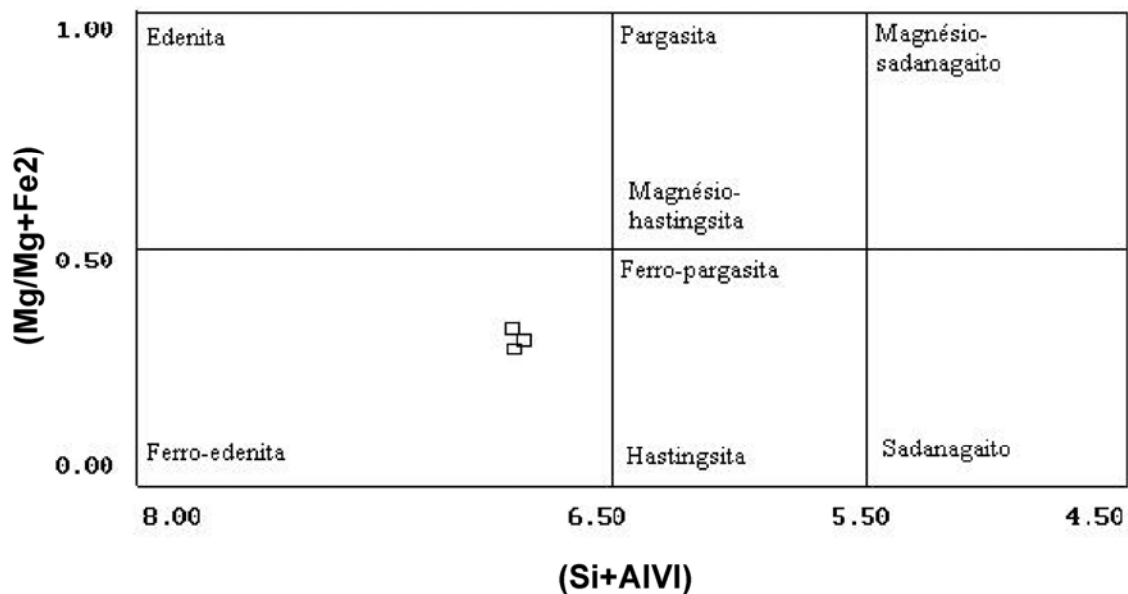 1.00
Edenita
Pargasita
Magnésio-
sadanagaito
Magnésio-
hastingsita
(Mg/Mg+Fe2)
0.50
Ferro-pargasita
Ferro-edenita
Hastingsita
Sadanagaito
0.00
8.00
6.50
5.50
4.50
(Si+AlVI)